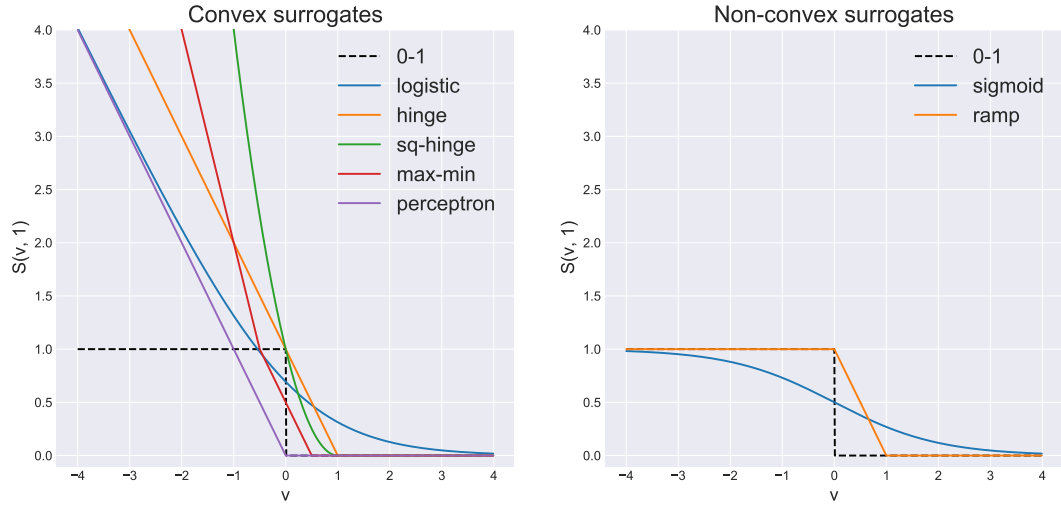 Convex surrogates
0-1
logistic
hinge
sq-hinge
max-min
perceptron
4.0
3.5
3.0
2.5
2.0
1.5
1.0
0.5
0.0
S(v, 1)
−4 −3 −2 −1 0 1 2 3 4
v
Non-convex surrogates
0-1
sigmoid
ramp
4.0
3.5
3.0
2.5
2.0
1.5
1.0
0.5
0.0
S(v, 1)
−4 −3 −2 −1 0 1 2 3 4
v